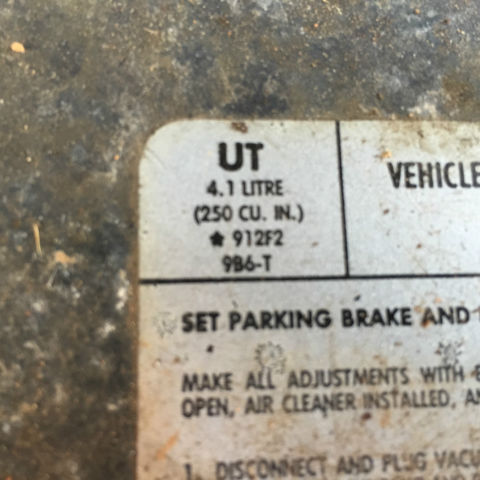 UT
4.1 LITRE
(250 CU. IN.)
★ 912F2
9B6-T
VEHICLE
SET PARKING BRAKE AND
MAKE ALL ADJUSTMENTS WITH
OPEN, AIR CLEANER INSTALLED,
1. DISCONNECT AND PLUG VACU